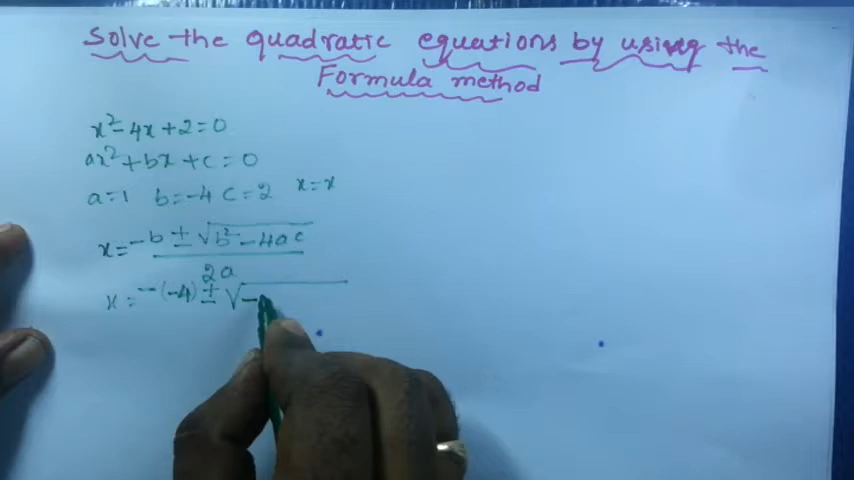 Solve the quadratic equations by using the
Formula method
x² - 4x + 2 = 0
ax² + bx + c = 0
a = 1 b = -4 c = 2 x = x
x = -b ± √b² - 4ac / 2a
x = -(-4) ± √-